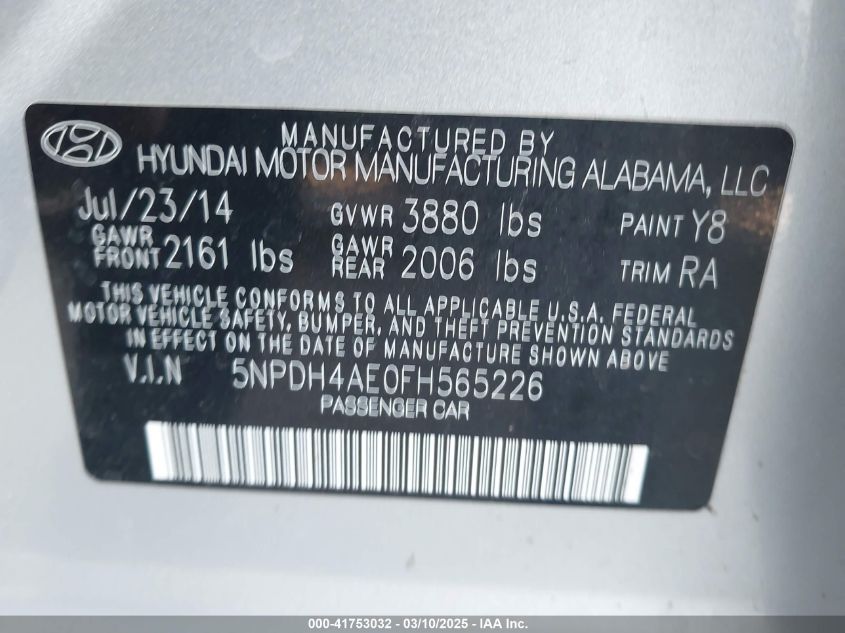 MANUFACTURED BY
HYUNDAI MOTOR MANUFACTURING ALABAMA, LLC
Jul/23/14 GVWR 3880 lbs PAINT Y8
GAWR FRONT 2161 lbs GAWR REAR 2006 lbs TRIM RA
THIS VEHICLE CONFORMS TO ALL APPLICABLE U.S.A. FEDERAL
MOTOR VEHICLE SAFETY, BUMPER, AND THEFT PREVENTION STANDARDS
IN EFFECT ON THE DATE OF MANUFACTURE SHOWN ABOVE
V.I.N 5NPDH4AE0FH565226
PASSENGER CAR
000-41753032 - 03/10/2025 - IAA Inc.